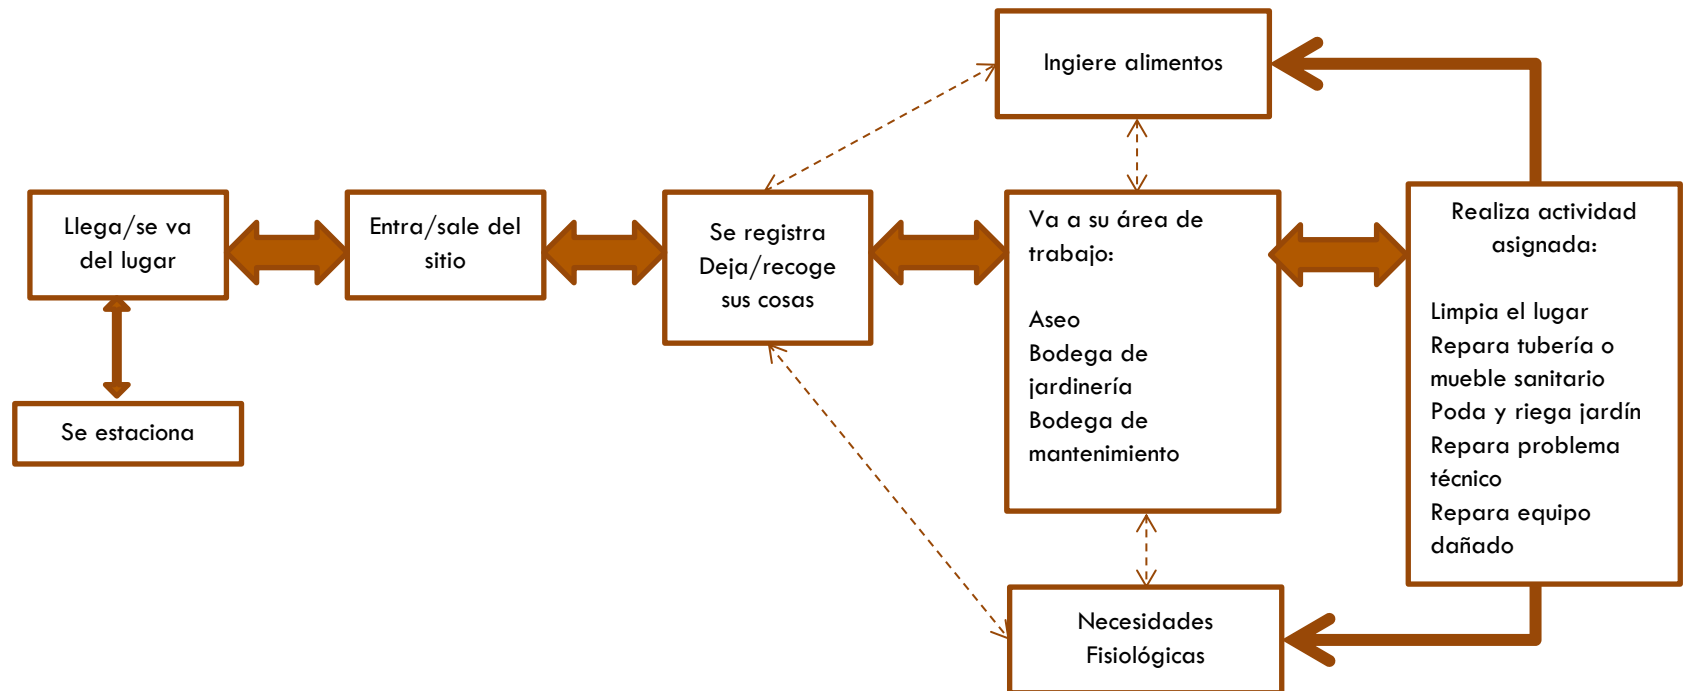 Ingiere alimentos
Llega/se va
del lugar
Entra/sale del
sitio
Se registra
Deja/recoge
sus cosas
Va a su área de
trabajo:
Aseo
Bodega de
jardinería
Bodega de
mantenimiento
Realiza actividad
asignada:
Limpia el lugar
Repara tubería o
mueble sanitario
Poda y riega jardín
Repara problema
técnico
Repara equipo
dañado
Se estaciona
Necesidades
Fisiológicas